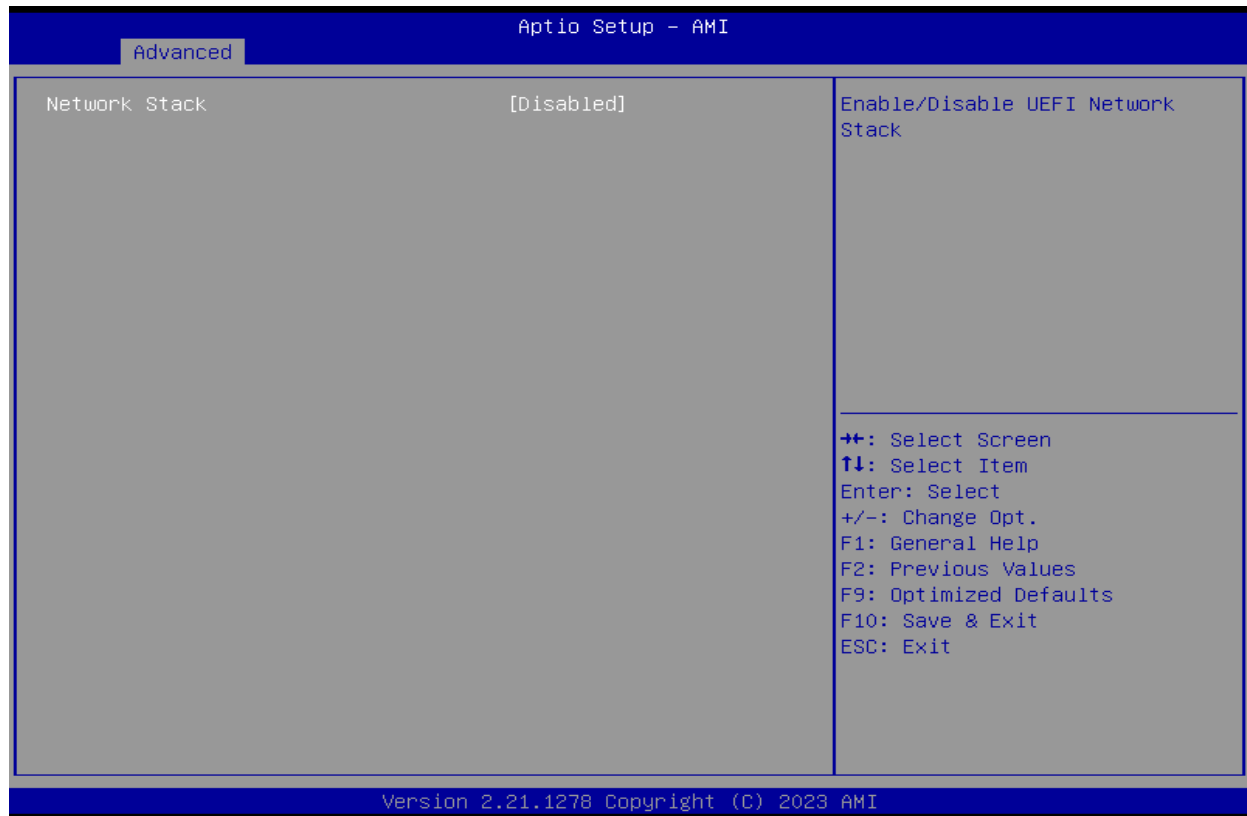 Aptio Setup - AMI
Advanced
Network Stack [Disabled]
Enable/Disable UEFI Network
Stack
→←: Select Screen
↑↓: Select Item
Enter: Select
+/-: Change Opt.
F1: General Help
F2: Previous Values
F9: Optimized Defaults
F10: Save & Exit
ESC: Exit
Version 2.21.1278 Copyright (C) 2023 AMI